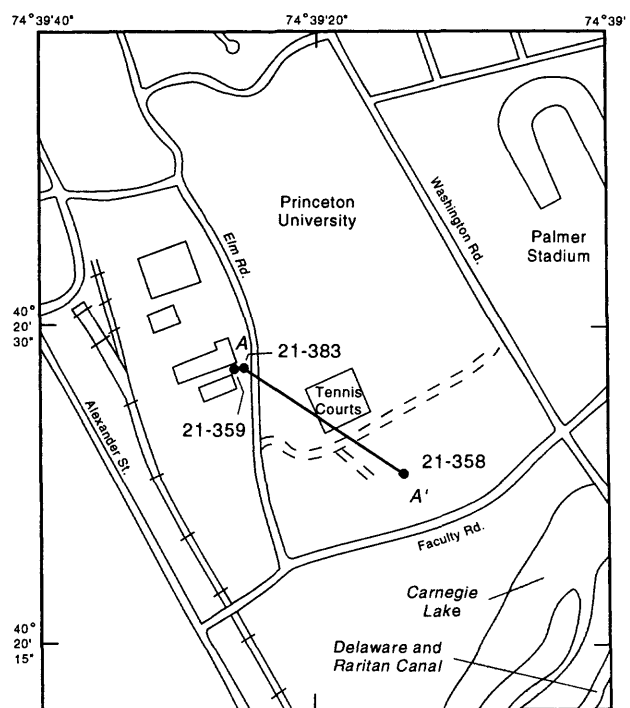 74°39'40"
74°39'20"
74°39'
Princeton
University
Washington Rd.
Palmer
Stadium
Elm Rd.
40°
20'
30"
A
21-383
Tennis
Courts
21-359
Alexander St.
21-358
A'
Faculty Rd.
Carnegie
Lake
40°
20'
15"
Delaware and
Raritan Canal